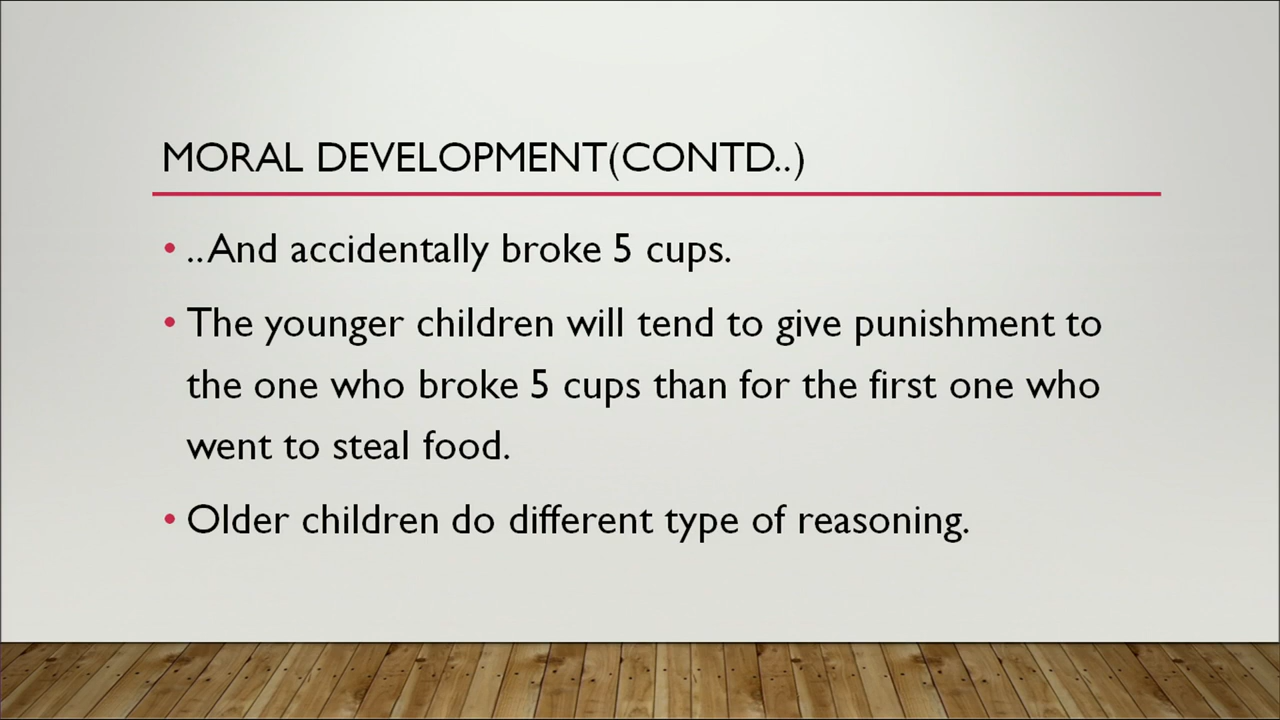 MORAL DEVELOPMENT(CONTD..)
• ..And accidentally broke 5 cups.
• The younger children will tend to give punishment to
the one who broke 5 cups than for the first one who
went to steal food.
• Older children do different type of reasoning.